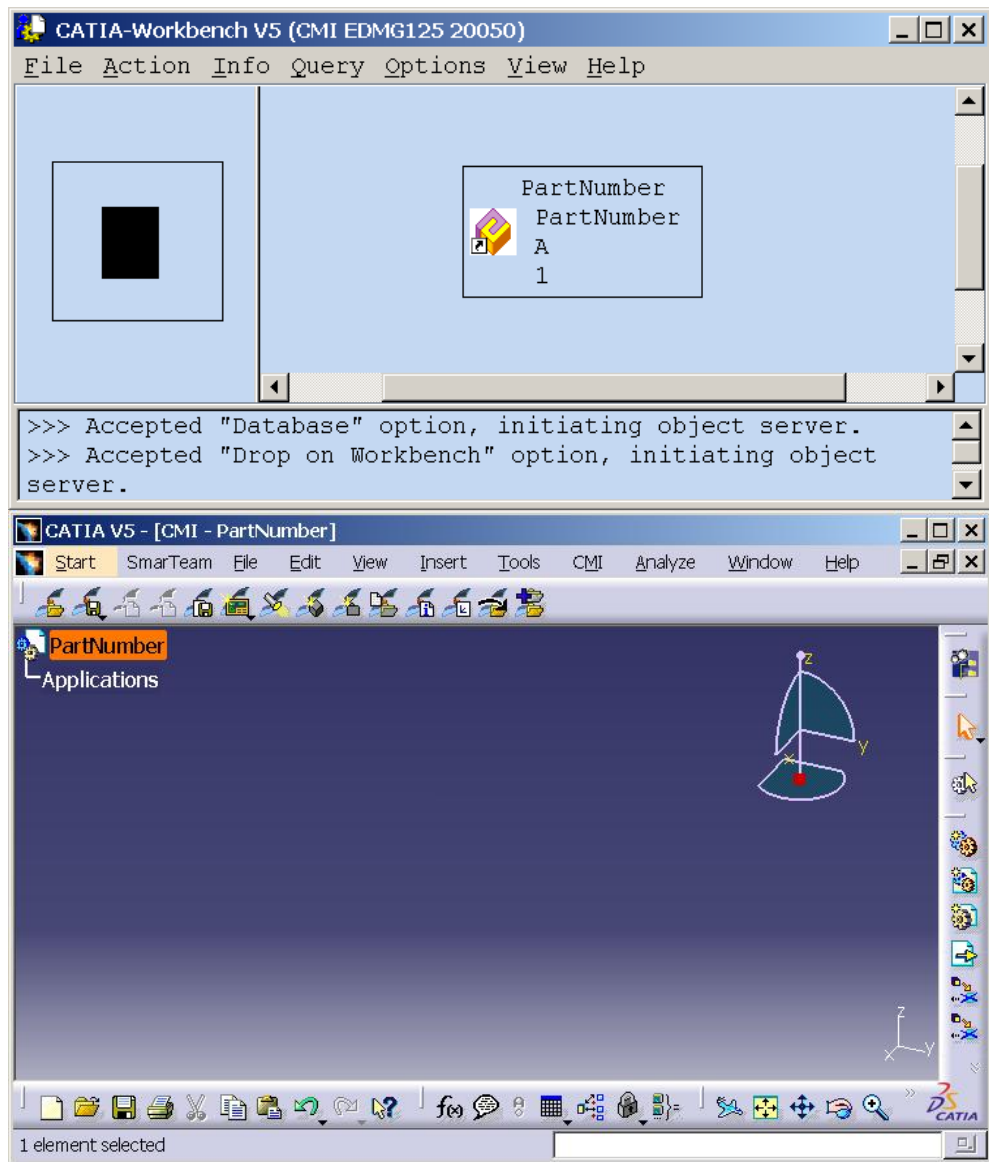 CATIA-Workbench V5 (CMI EDMG125 20050)
File Action Info Query Options View Help
PartNumber
PartNumber
A
1
>>> Accepted "Database" option, initiating object server.
>>> Accepted "Drop on Workbench" option, initiating object
server.
CATIA V5 - [CMI - PartNumber]
Start SmarTeam File Edit View Insert Tools CMI Analyze Window Help
PartNumber
Applications
z
y
x
z
y
x
f(x)
CATIA
1 element selected